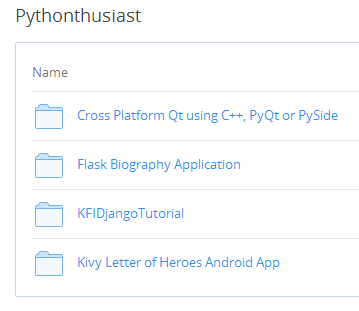 Pythonthusiast
Name
Cross Platform Qt using C++, PyQt or PySide
Flask Biography Application
KFIDjangoTutorial
Kivy Letter of Heroes Android App